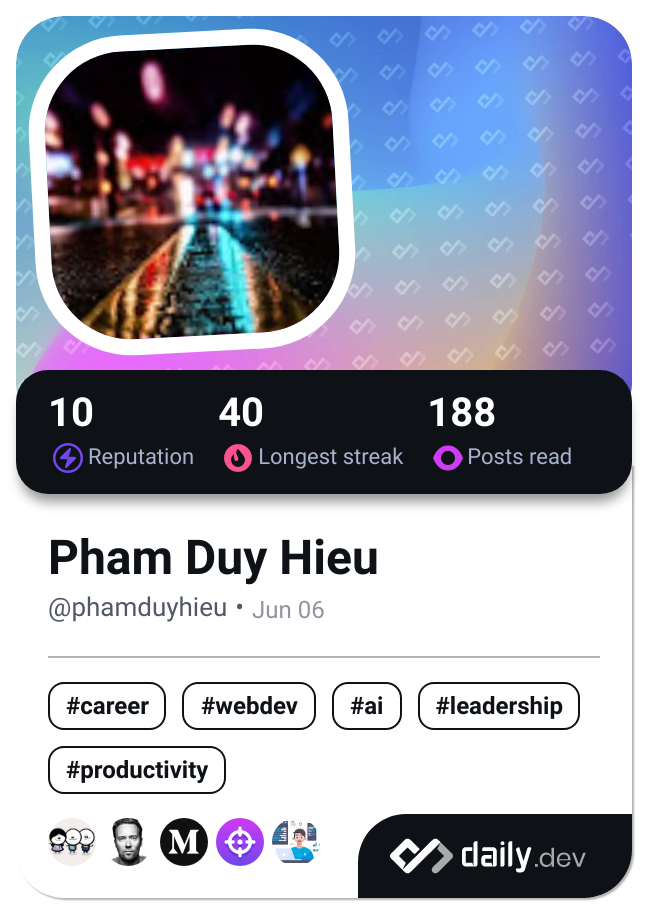 10 40 188
Reputation Longest streak Posts read
Pham Duy Hieu
@phamduyhieu • Jun 06
#career #webdev #ai #leadership
#productivity
M
daily.dev